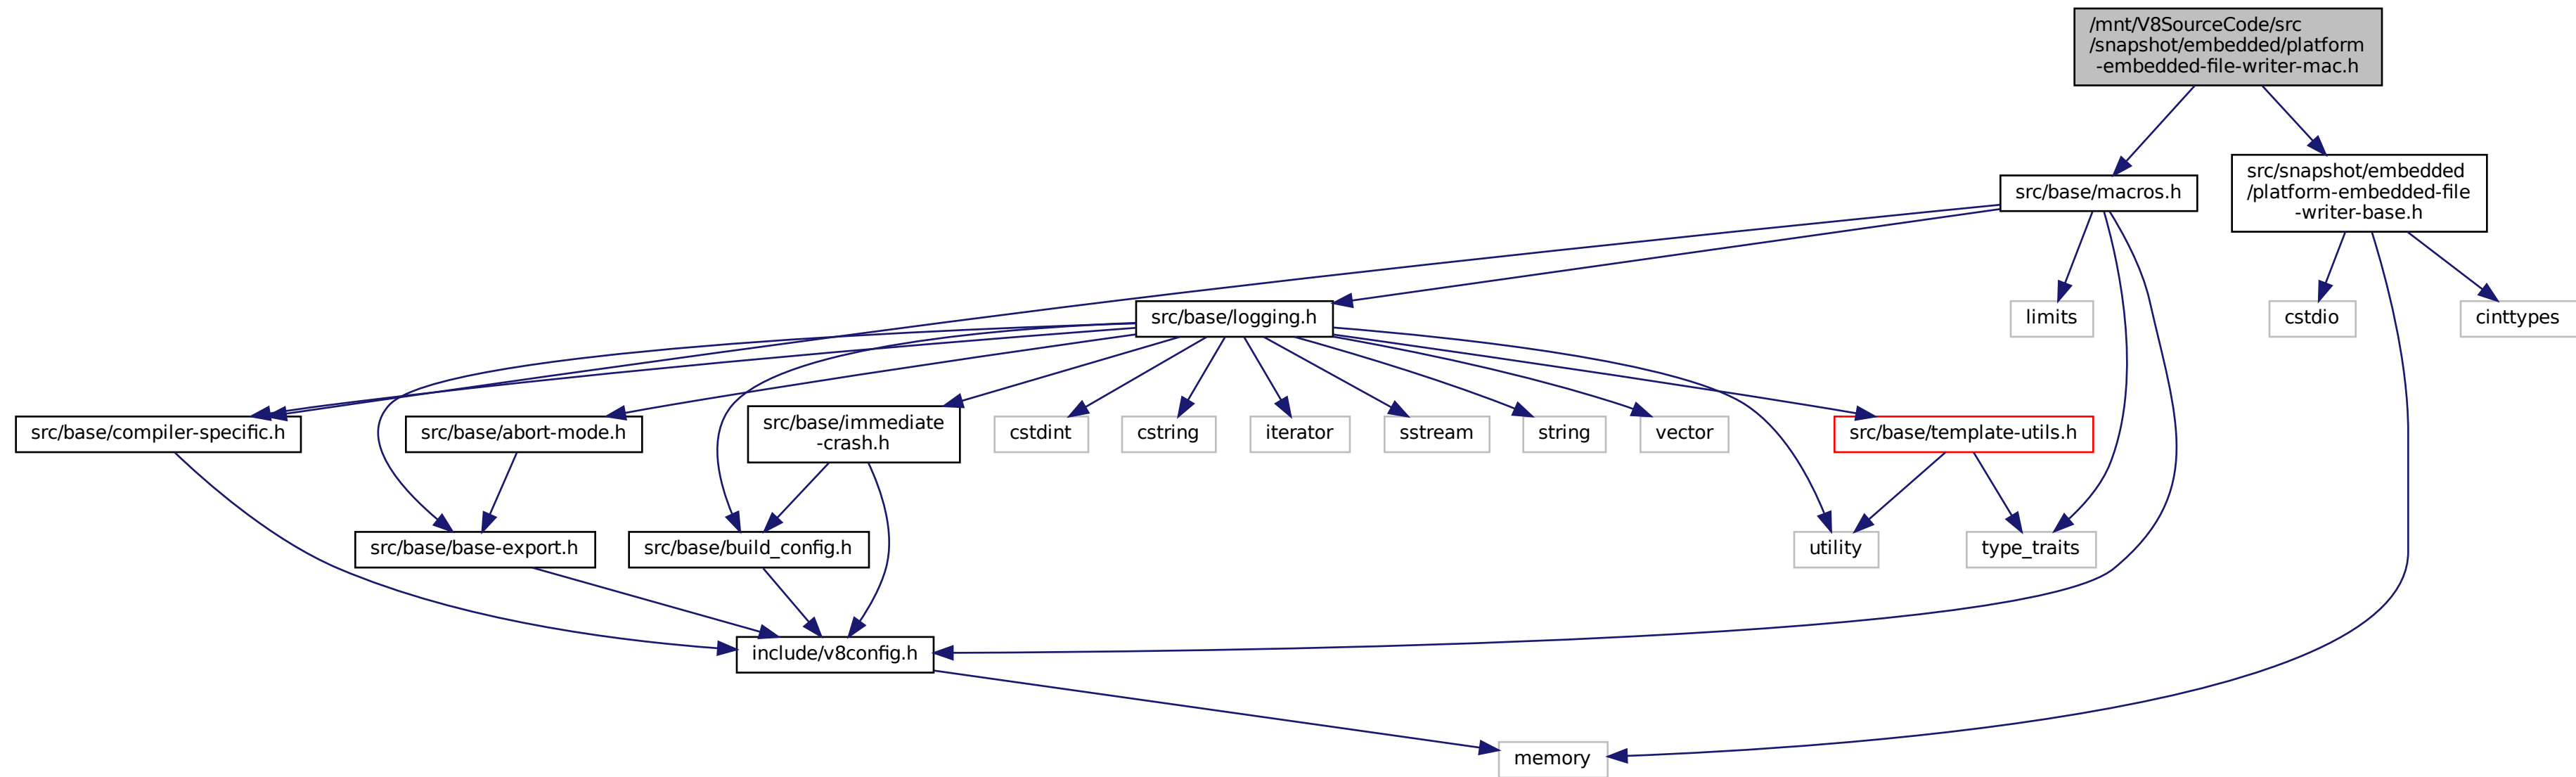 /mnt/V8SourceCode/src
/snapshot/embedded/platform
-embedded-file-writer-mac.h
src/base/macros.h
src/snapshot/embedded
/platform-embedded-file
-writer-base.h
src/base/logging.h
limits
cstdio
cinttypes
src/base/compiler-specific.h
src/base/abort-mode.h
src/base/immediate
-crash.h
cstdint
cstring
iterator
sstream
string
vector
src/base/template-utils.h
src/base/base-export.h
src/base/build_config.h
utility
type_traits
include/v8config.h
memory